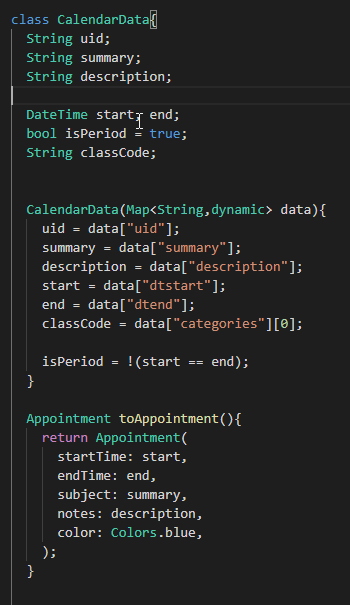 class CalendarData{
String uid;
String summary;
String description;
DateTime start, end;
bool isPeriod = true;
String classCode;
CalendarData(Map<String,dynamic> data){
uid = data["uid"];
summary = data["summary"];
description = data["description"];
start = data["dtstart"];
end = data["dtend"];
classCode = data["categories"][0];
isPeriod = !(start == end);
}
Appointment toAppointment(){
return Appointment(
startTime: start,
endTime: end,
subject: summary,
notes: description,
color: Colors.blue,
);
}